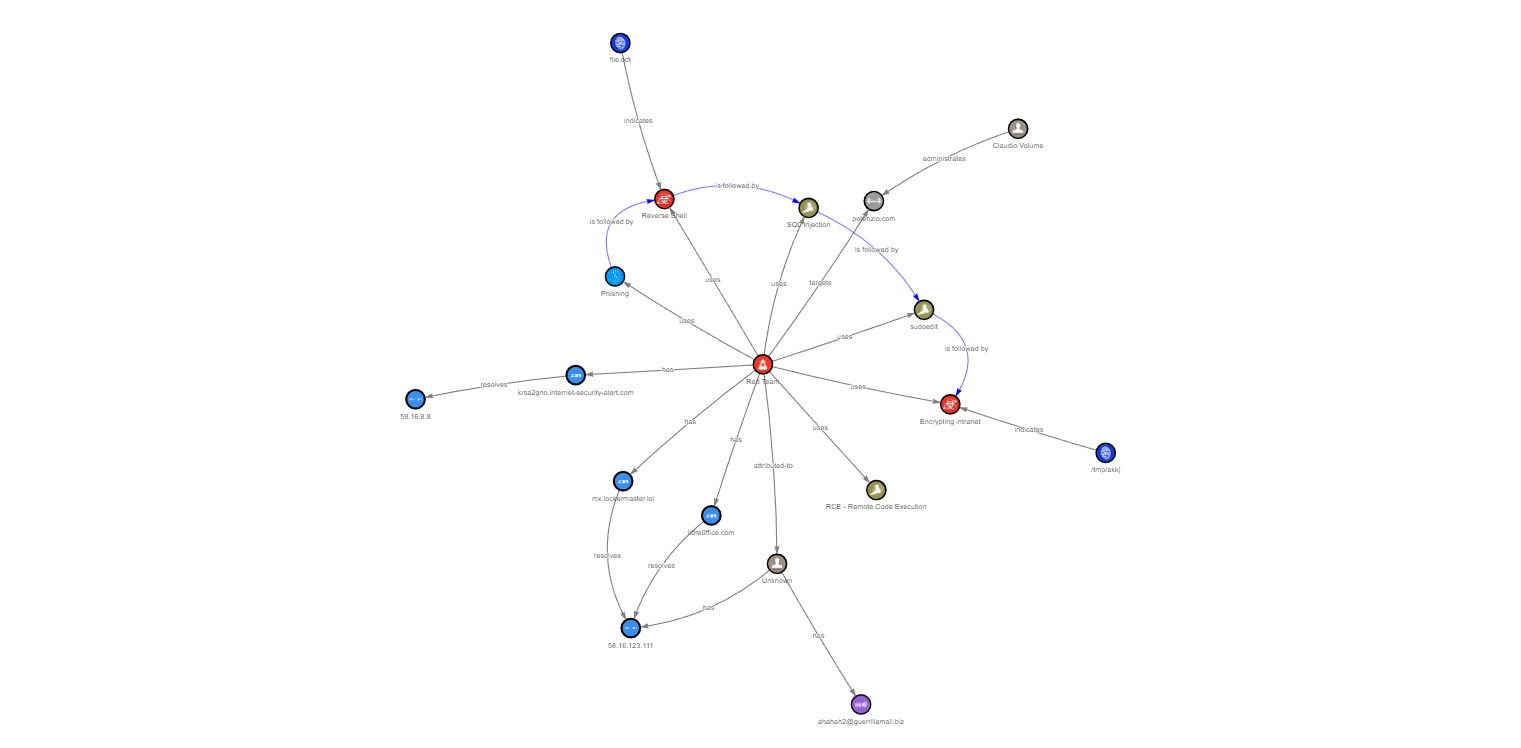 file.odt
indicates
Claudio Volume
administrates
is followed by
Reverse Shell
is followed by
SQL Injection
potenzio.com
is followed by
Phishing
uses
uses
targets
uses
sudoedit
uses
is followed by
has
Red Team
resolves
krsa2gno.internet-security-alert.com
58.16.8.8
uses
Encrypting intranet
indicates
/tmp/akkj
has
has
uses
attributed-to
mx.lockermaster.lol
RCE - Remote Code Execution
libre0ffice.com
resolves
resolves
Unknown
has
has
58.16.123.111
ahahah2@guerrillamail.biz